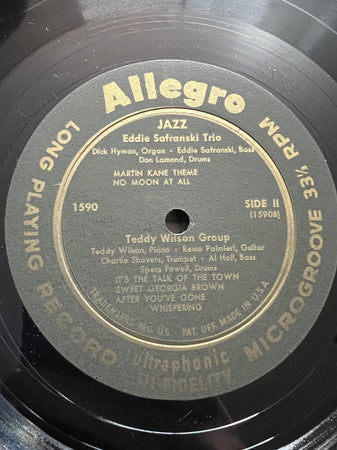 Allegro
JAZZ
Eddie Safranski Trio
Dick Hyman, Organ - Eddie Safranski, Bass
Don Lamond, Drums
MARTIN KANE THEME
NO MOON AT ALL
1590
SIDE II
(1590B)
Teddy Wilson Group
Teddy Wilson, Piano - Remo Palmieri, Guitar
Charlie Shavers, Trumpet - Al Hall, Bass
Specs Powell, Drums
IT'S THE TALK OF THE TOWN
SWEET GEORGIA BROWN
AFTER YOU'VE GONE
WHISPERING
TRADEMARK REG. U.S. PAT. OFF. MADE IN U.S.A.
LONG PLAYING RECORD
ultraphonic
HI-FIDELITY
MICROGROOVE 33⅓ RPM